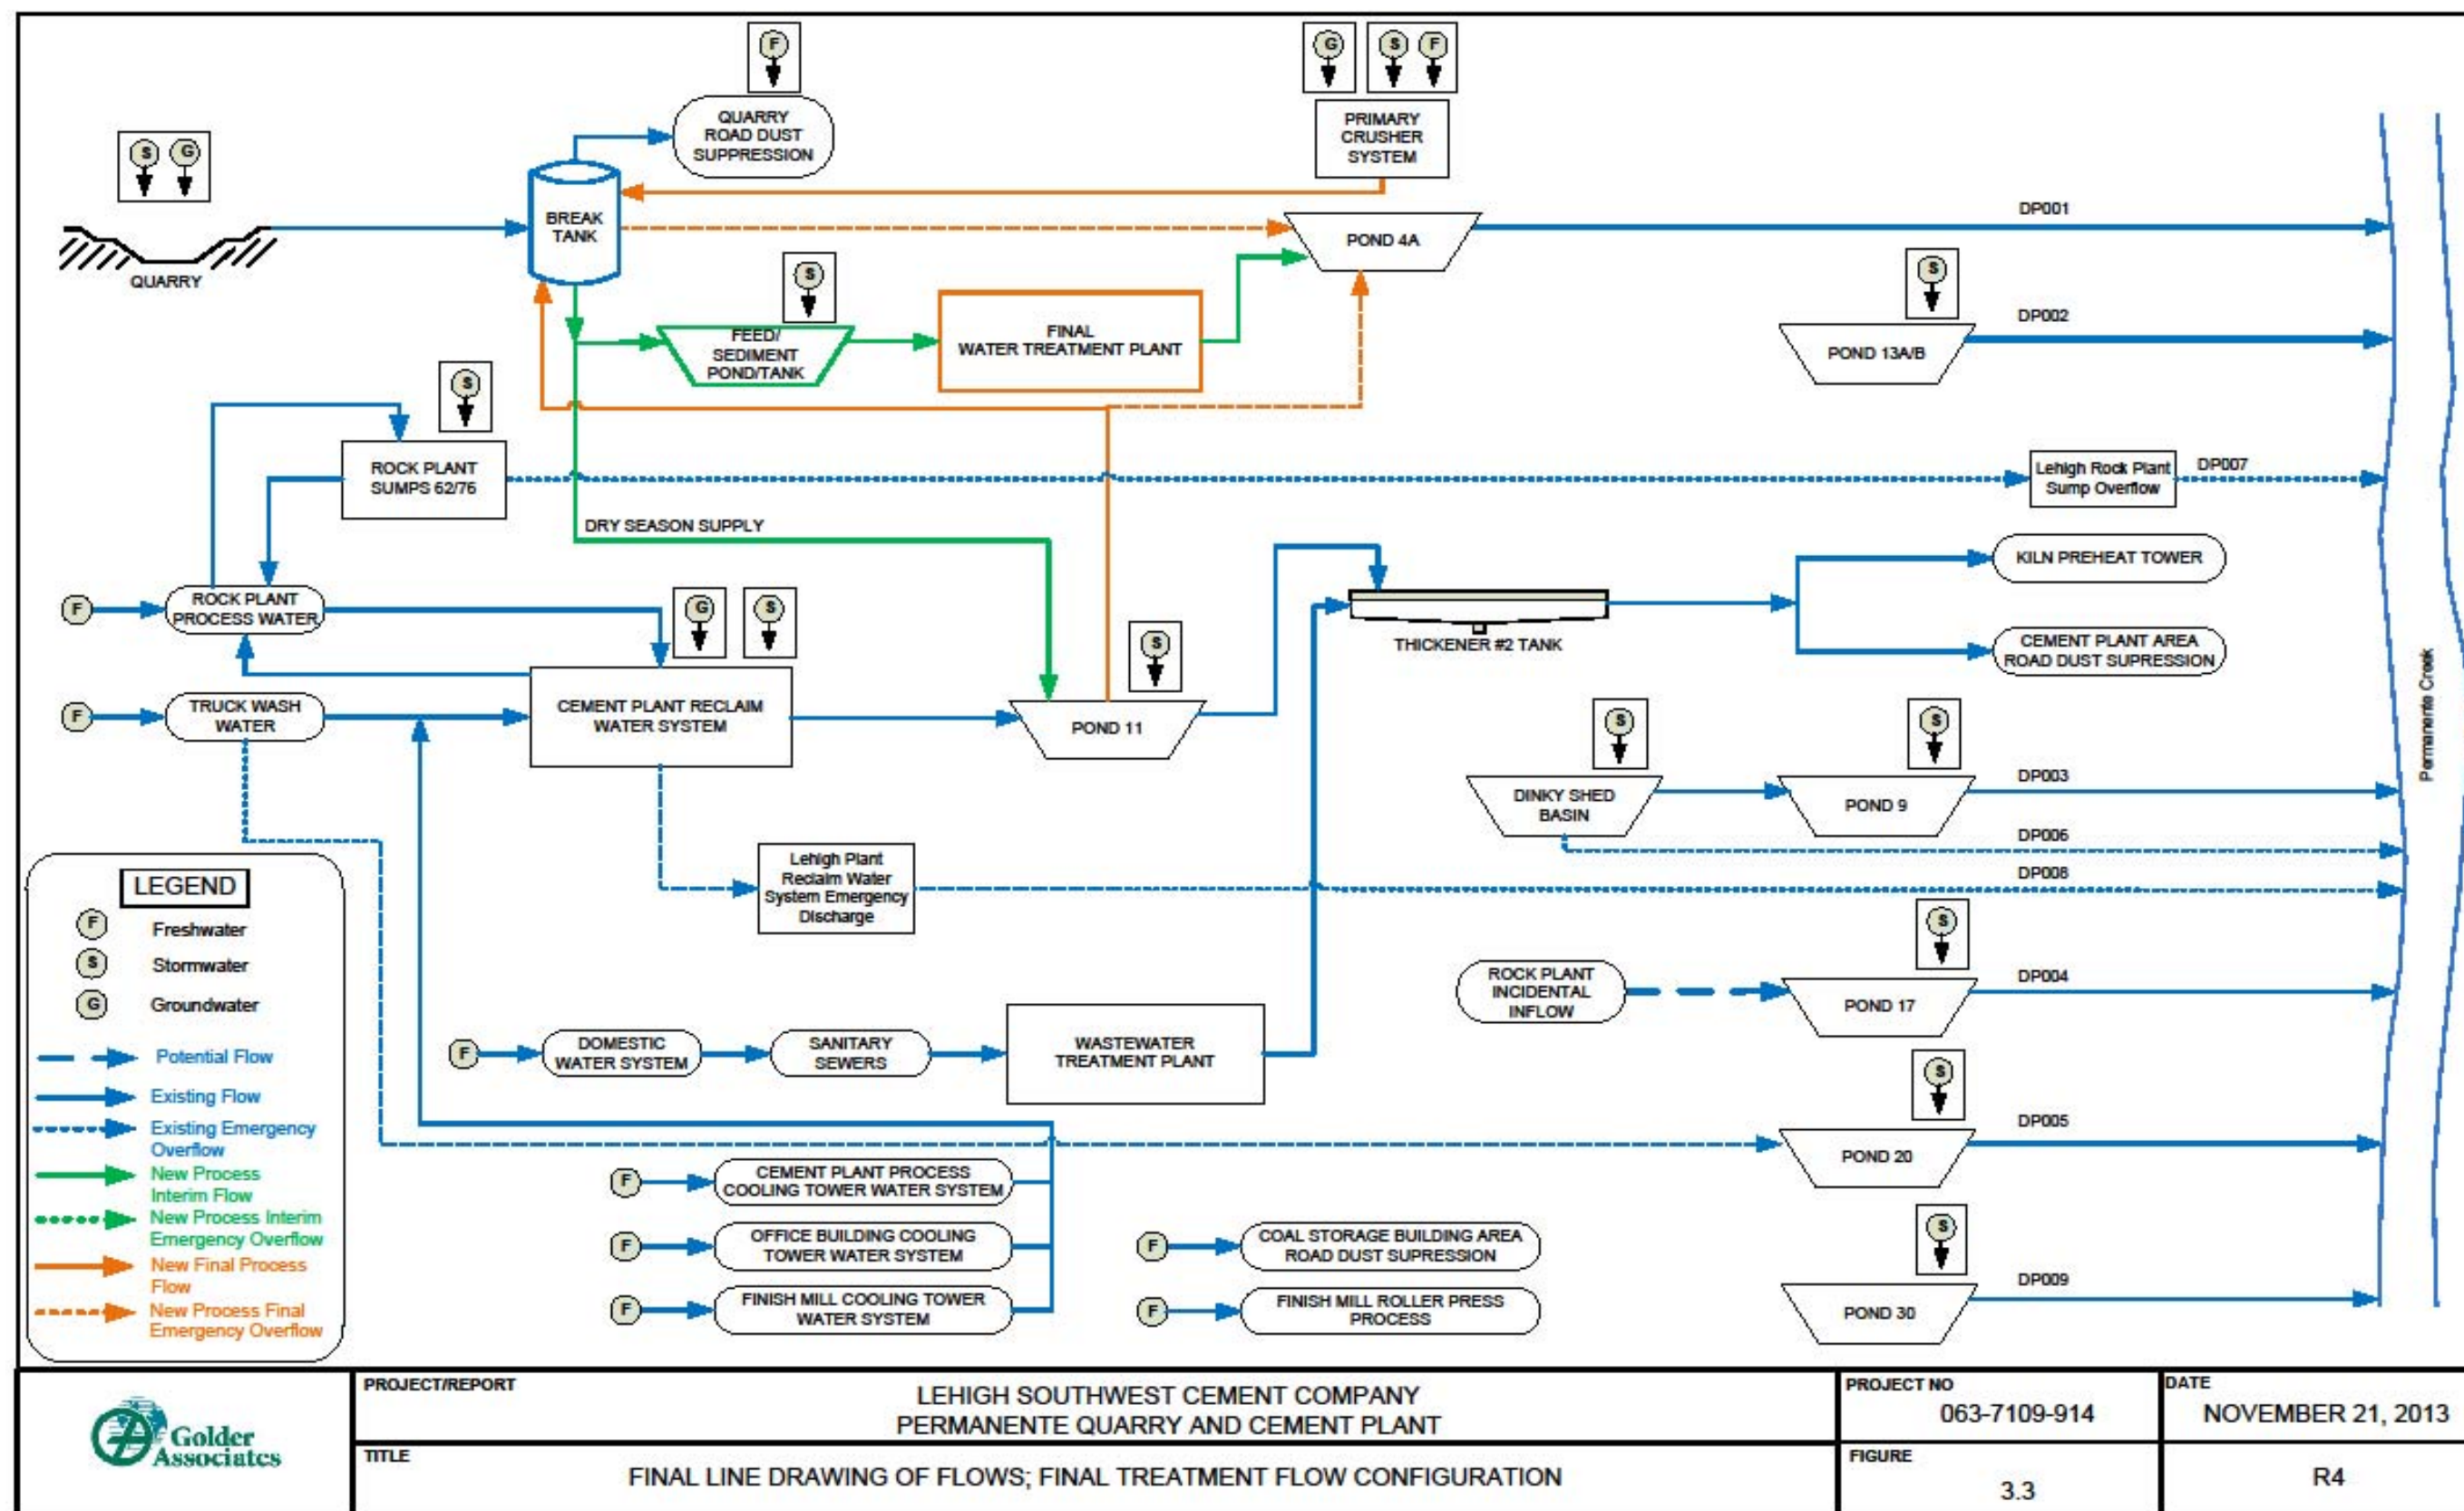 F
G
S
F
QUARRY
ROAD DUST
SUPPRESSION
PRIMARY
CRUSHER
SYSTEM
S
G
QUARRY
BREAK
TANK
POND 4A
DP001
S
POND 13A/B
DP002
S
FEED/
SEDIMENT
POND/TANK
FINAL
WATER TREATMENT PLANT
S
ROCK PLANT
SUMPS 62/76
Lehigh Rock Plant
Sump Overflow
DP007
DRY SEASON SUPPLY
KILN PREHEAT TOWER
F
ROCK PLANT
PROCESS WATER
G
S
THICKENER #2 TANK
CEMENT PLANT AREA
ROAD DUST SUPRESSION
Permanente Creek
S
F
TRUCK WASH
WATER
CEMENT PLANT RECLAIM
WATER SYSTEM
POND 11
S
S
DINKY SHED
BASIN
POND 9
DP003
DP006
Lehigh Plant
Reclaim Water
System Emergency
Discharge
DP008
S
ROCK PLANT
INCIDENTAL
INFLOW
POND 17
DP004
F
DOMESTIC
WATER SYSTEM
SANITARY
SEWERS
WASTEWATER
TREATMENT PLANT
S
POND 20
DP005
F
CEMENT PLANT PROCESS
COOLING TOWER WATER SYSTEM
F
OFFICE BUILDING COOLING
TOWER WATER SYSTEM
F
COAL STORAGE BUILDING AREA
ROAD DUST SUPRESSION
F
FINISH MILL COOLING TOWER
WATER SYSTEM
F
FINISH MILL ROLLER PRESS
PROCESS
S
POND 30
DP009
LEGEND
F Freshwater
S Stormwater
G Groundwater
Potential Flow
Existing Flow
Existing Emergency
Overflow
New Process
Interim Flow
New Process Interim
Emergency Overflow
New Final Process
Flow
New Process Final
Emergency Overflow
Golder
Associates
PROJECT/REPORT
LEHIGH SOUTHWEST CEMENT COMPANY
PERMANENTE QUARRY AND CEMENT PLANT
PROJECT NO
063-7109-914
DATE
NOVEMBER 21, 2013
TITLE
FINAL LINE DRAWING OF FLOWS; FINAL TREATMENT FLOW CONFIGURATION
FIGURE
3.3
R4